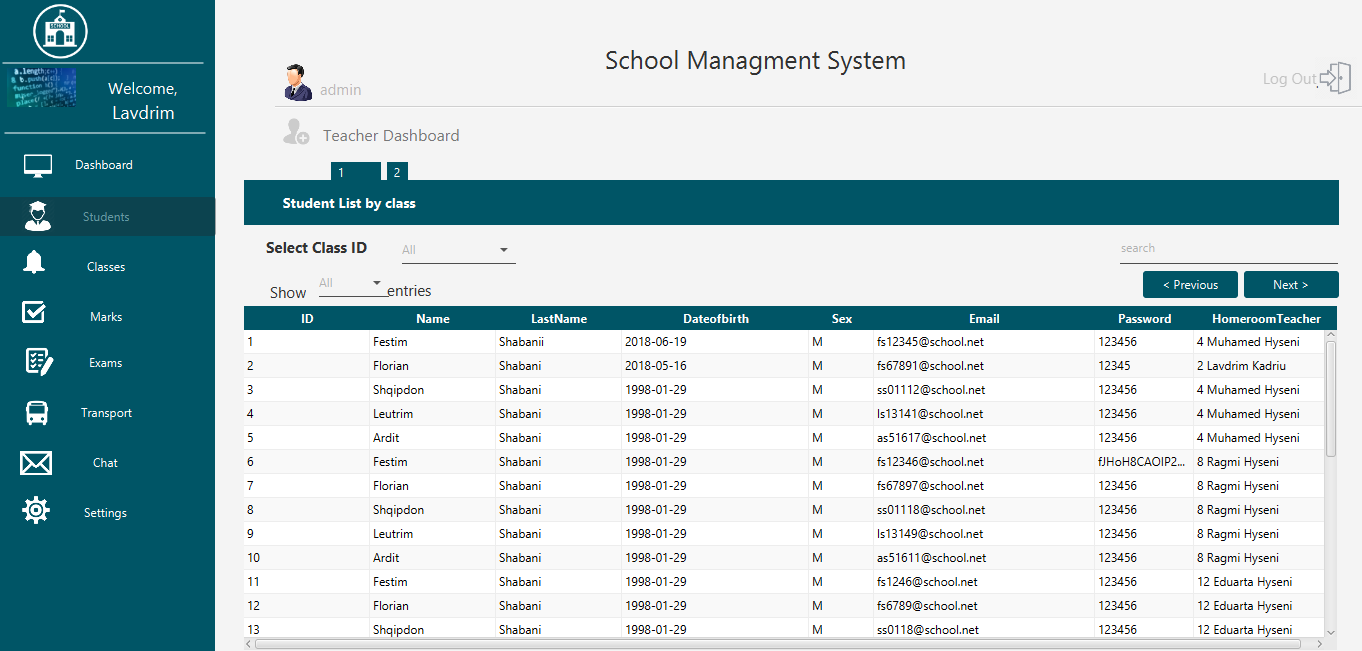 SCHOOL
b.length;c++)
b.push(a[c]
function
Welcome,
Lavdrim
Dashboard
Students
Classes
Marks
Exams
Transport
Chat
Settings
School Managment System
admin
Log Out
Teacher Dashboard
1 2
Student List by class
Select Class ID All search
Show All entries < Previous Next >
ID Name LastName Dateofbirth Sex Email Password HomeroomTeacher
1 Festim Shabanii 2018-06-19 M fs12345@school.net 123456 4 Muhamed Hyseni
2 Florian Shabani 2018-05-16 M fs67891@school.net 12345 2 Lavdrim Kadriu
3 Shqipdon Shabani 1998-01-29 M ss01112@school.net 123456 4 Muhamed Hyseni
4 Leutrim Shabani 1998-01-29 M ls13141@school.net 123456 4 Muhamed Hyseni
5 Ardit Shabani 1998-01-29 M as51617@school.net 123456 4 Muhamed Hyseni
6 Festim Shabani 1998-01-29 M fs12346@school.net fJHoH8CAOIP2... 8 Ragmi Hyseni
7 Florian Shabani 1998-01-29 M fs67897@school.net 123456 8 Ragmi Hyseni
8 Shqipdon Shabani 1998-01-29 M ss01118@school.net 123456 8 Ragmi Hyseni
9 Leutrim Shabani 1998-01-29 M ls13149@school.net 123456 8 Ragmi Hyseni
10 Ardit Shabani 1998-01-29 M as51611@school.net 123456 8 Ragmi Hyseni
11 Festim Shabani 1998-01-29 M fs1246@school.net 123456 12 Eduarta Hyseni
12 Florian Shabani 1998-01-29 M fs6789@school.net 123456 12 Eduarta Hyseni
13 Shqipdon Shabani 1998-01-29 M ss0118@school.net 123456 12 Eduarta Hyseni